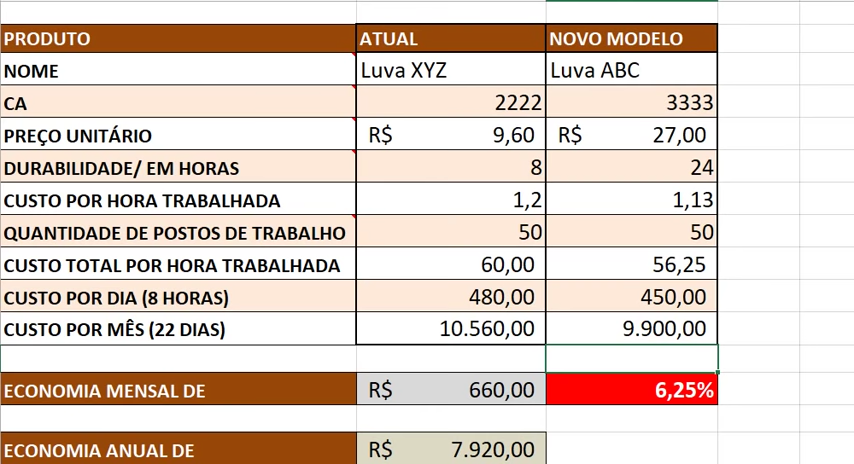 PRODUTO ATUAL NOVO MODELO
NOME Luva XYZ Luva ABC
CA 2222 3333
PREÇO UNITÁRIO R$ 9,60 R$ 27,00
DURABILIDADE/ EM HORAS 8 24
CUSTO POR HORA TRABALHADA 1,2 1,13
QUANTIDADE DE POSTOS DE TRABALHO 50 50
CUSTO TOTAL POR HORA TRABALHADA 60,00 56,25
CUSTO POR DIA (8 HORAS) 480,00 450,00
CUSTO POR MÊS (22 DIAS) 10.560,00 9.900,00
ECONOMIA MENSAL DE R$ 660,00 6,25%
ECONOMIA ANUAL DE R$ 7.920,00